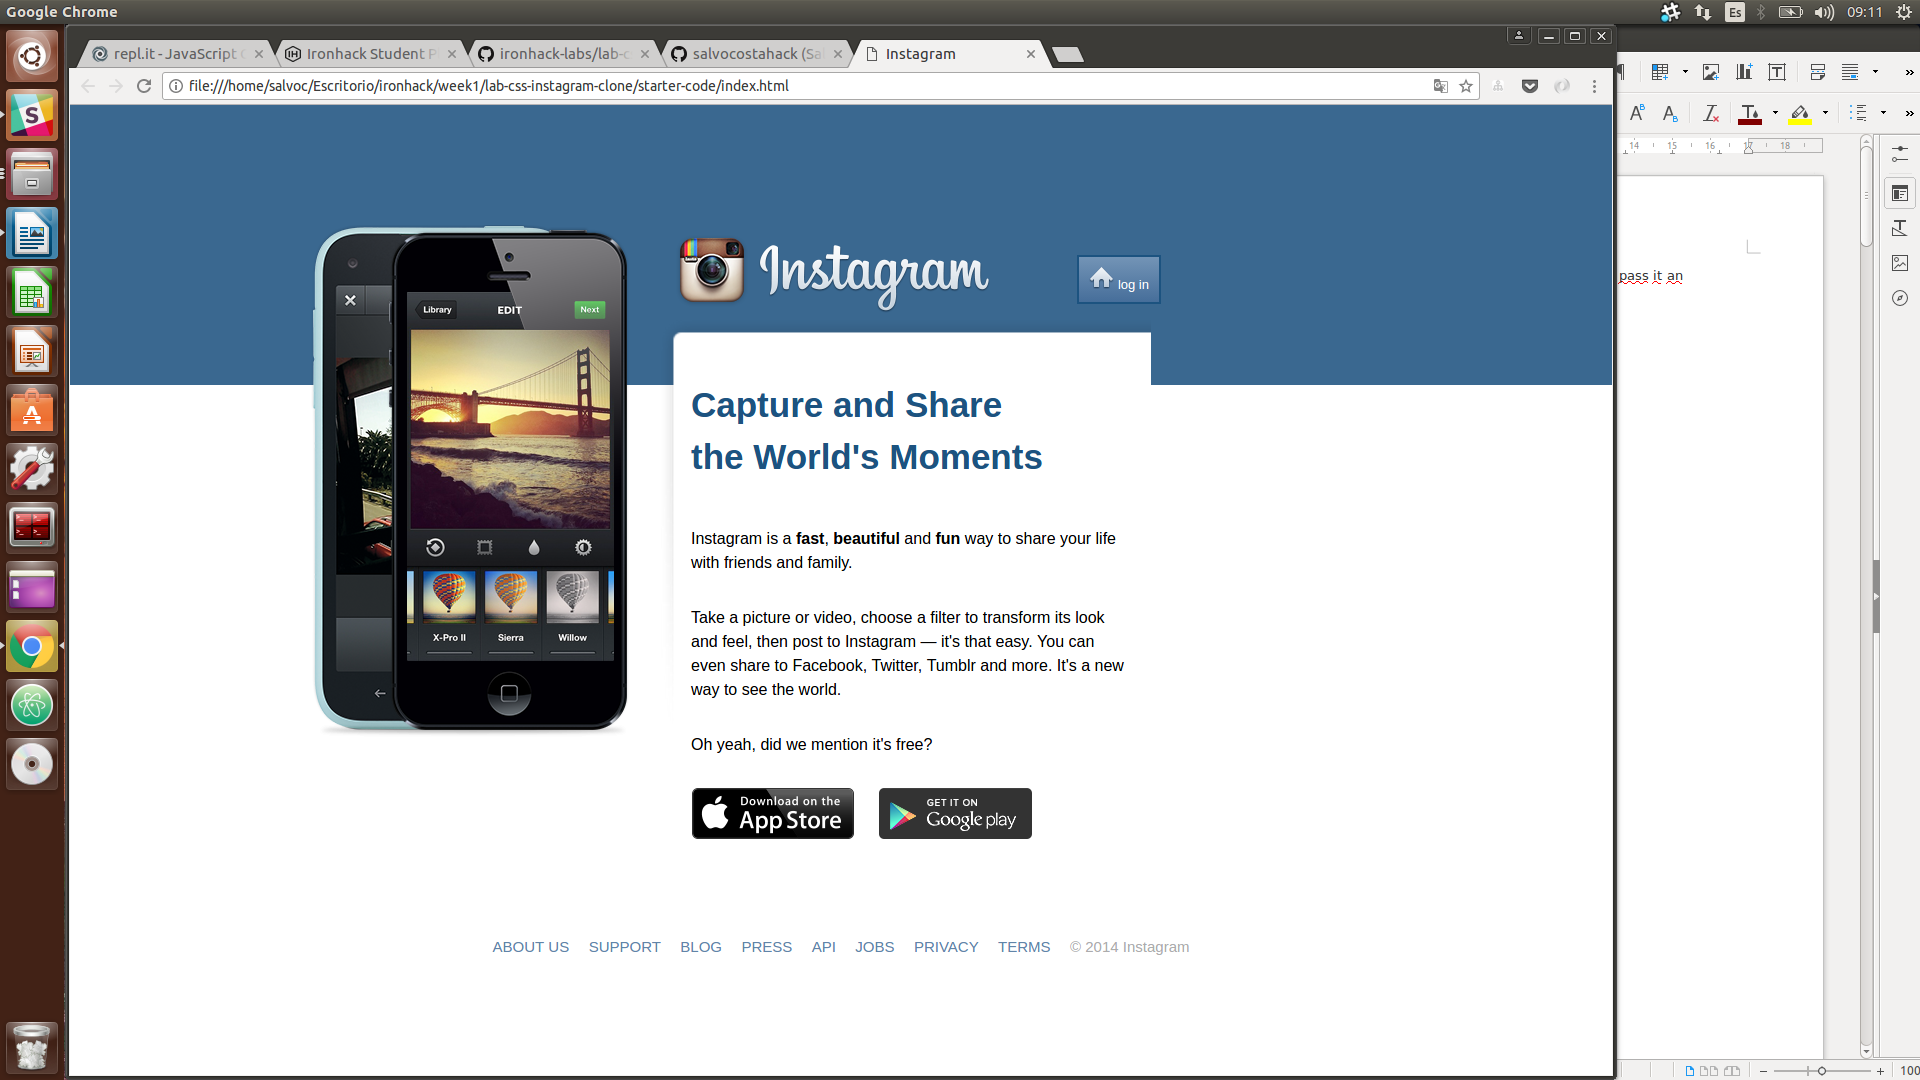 Google Chrome
Es
09:11
repl.it - JavaScript
Ironhack Student P
ironhack-labs/lab-c
salvocostahack (Sa
Instagram
file:///home/salvoc/Escritorio/ironhack/week1/lab-css-instagram-clone/starter-code/index.html
14 15 16 17 18
pass it an
Instagram
log in
Library
EDIT
Next
X-Pro II
Sierra
Willow
Capture and Share
the World's Moments
Instagram is a fast, beautiful and fun way to share your life
with friends and family.
Take a picture or video, choose a filter to transform its look
and feel, then post to Instagram — it's that easy. You can
even share to Facebook, Twitter, Tumblr and more. It's a new
way to see the world.
Oh yeah, did we mention it's free?
Download on the
App Store
GET IT ON
Google play
ABOUT US SUPPORT BLOG PRESS API JOBS PRIVACY TERMS © 2014 Instagram
100